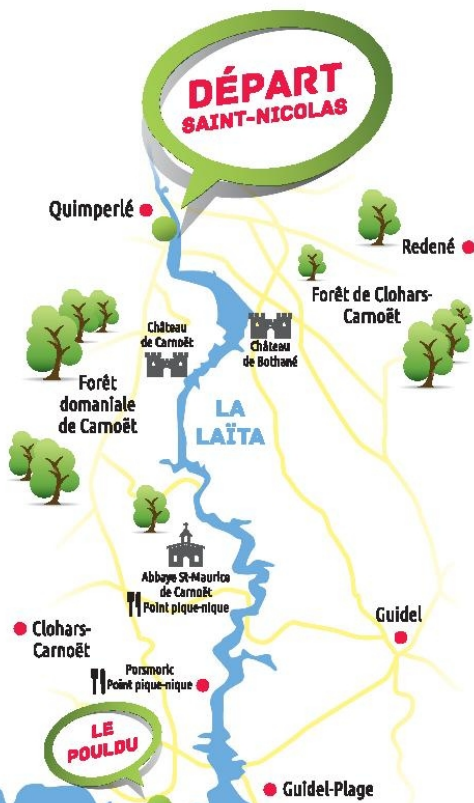 DÉPART
SAINT-NICOLAS
Quimperlé
Redené
Forêt de Clohars-
Carnoët
Château
de Carnoët
Château
de Bothané
Forêt
domaniale
de Carnoët
LA
LAÏTA
Abbaye St-Maurice
de Carnoët
Point pique-nique
Guidel
Clohars-
Carnoët
Porsmoric
Point pique-nique
LE
POULDU
Guidel-Plage